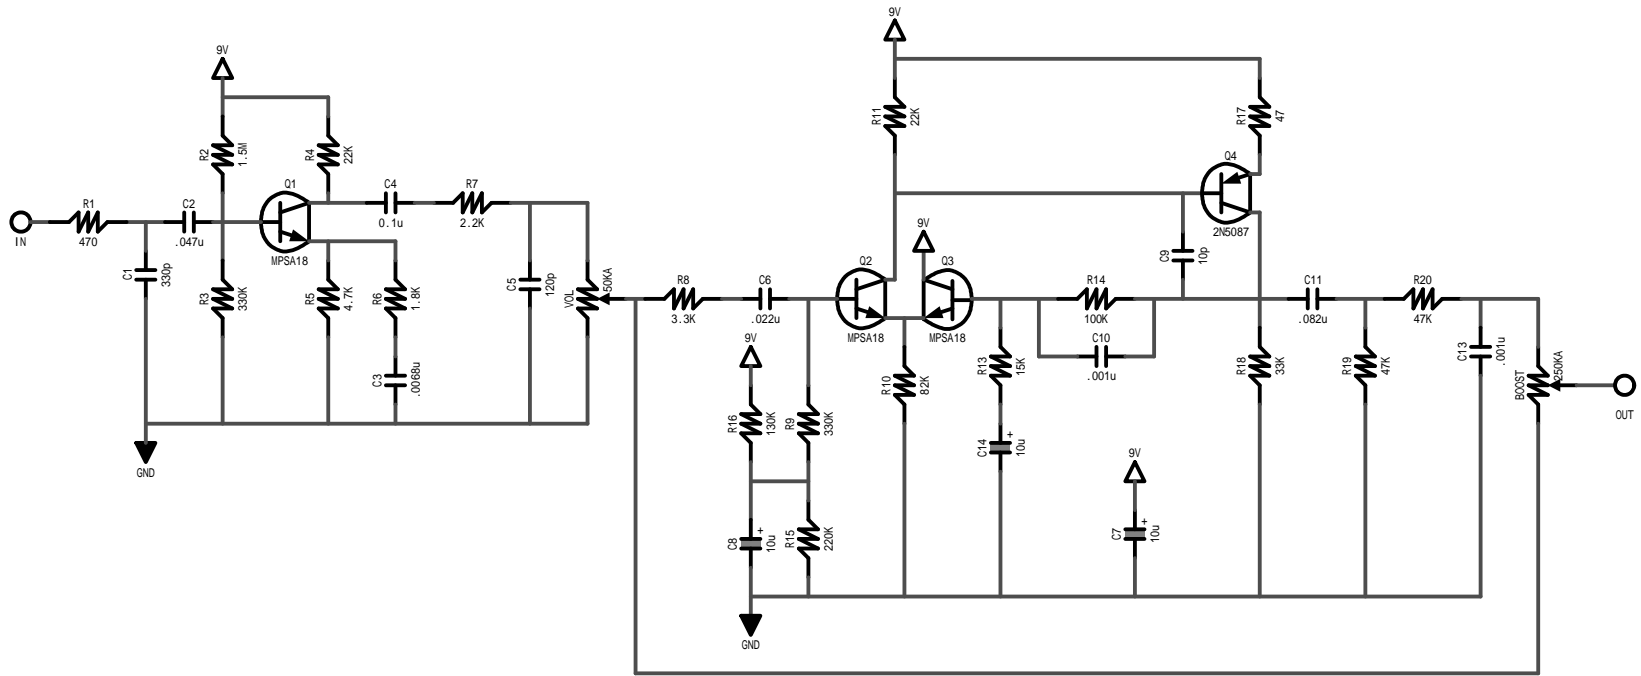 9V
R2
1.5M
R4
22K
Q1
MPSA18
IN
R1
470
C1
330p
C2
.047u
R3
330K
R5
4.7K
R6
1.8K
C3
.0068u
C4
0.1u
R7
2.2K
C5
120p
VOL
50KA
GND
9V
R11
22K
R17
47
Q4
2N5087
9V
Q2
MPSA18
Q3
MPSA18
R8
3.3K
C6
.022u
9V
R16
130K
R9
330K
C8
+
10u
R15
220K
GND
R10
82K
R13
15K
C14
+
10u
R14
100K
C10
.001u
C9
10p
9V
C7
+
10u
R18
33K
C11
.082u
R19
47K
R20
47K
C13
.001u
BOOST
250KA
OUT